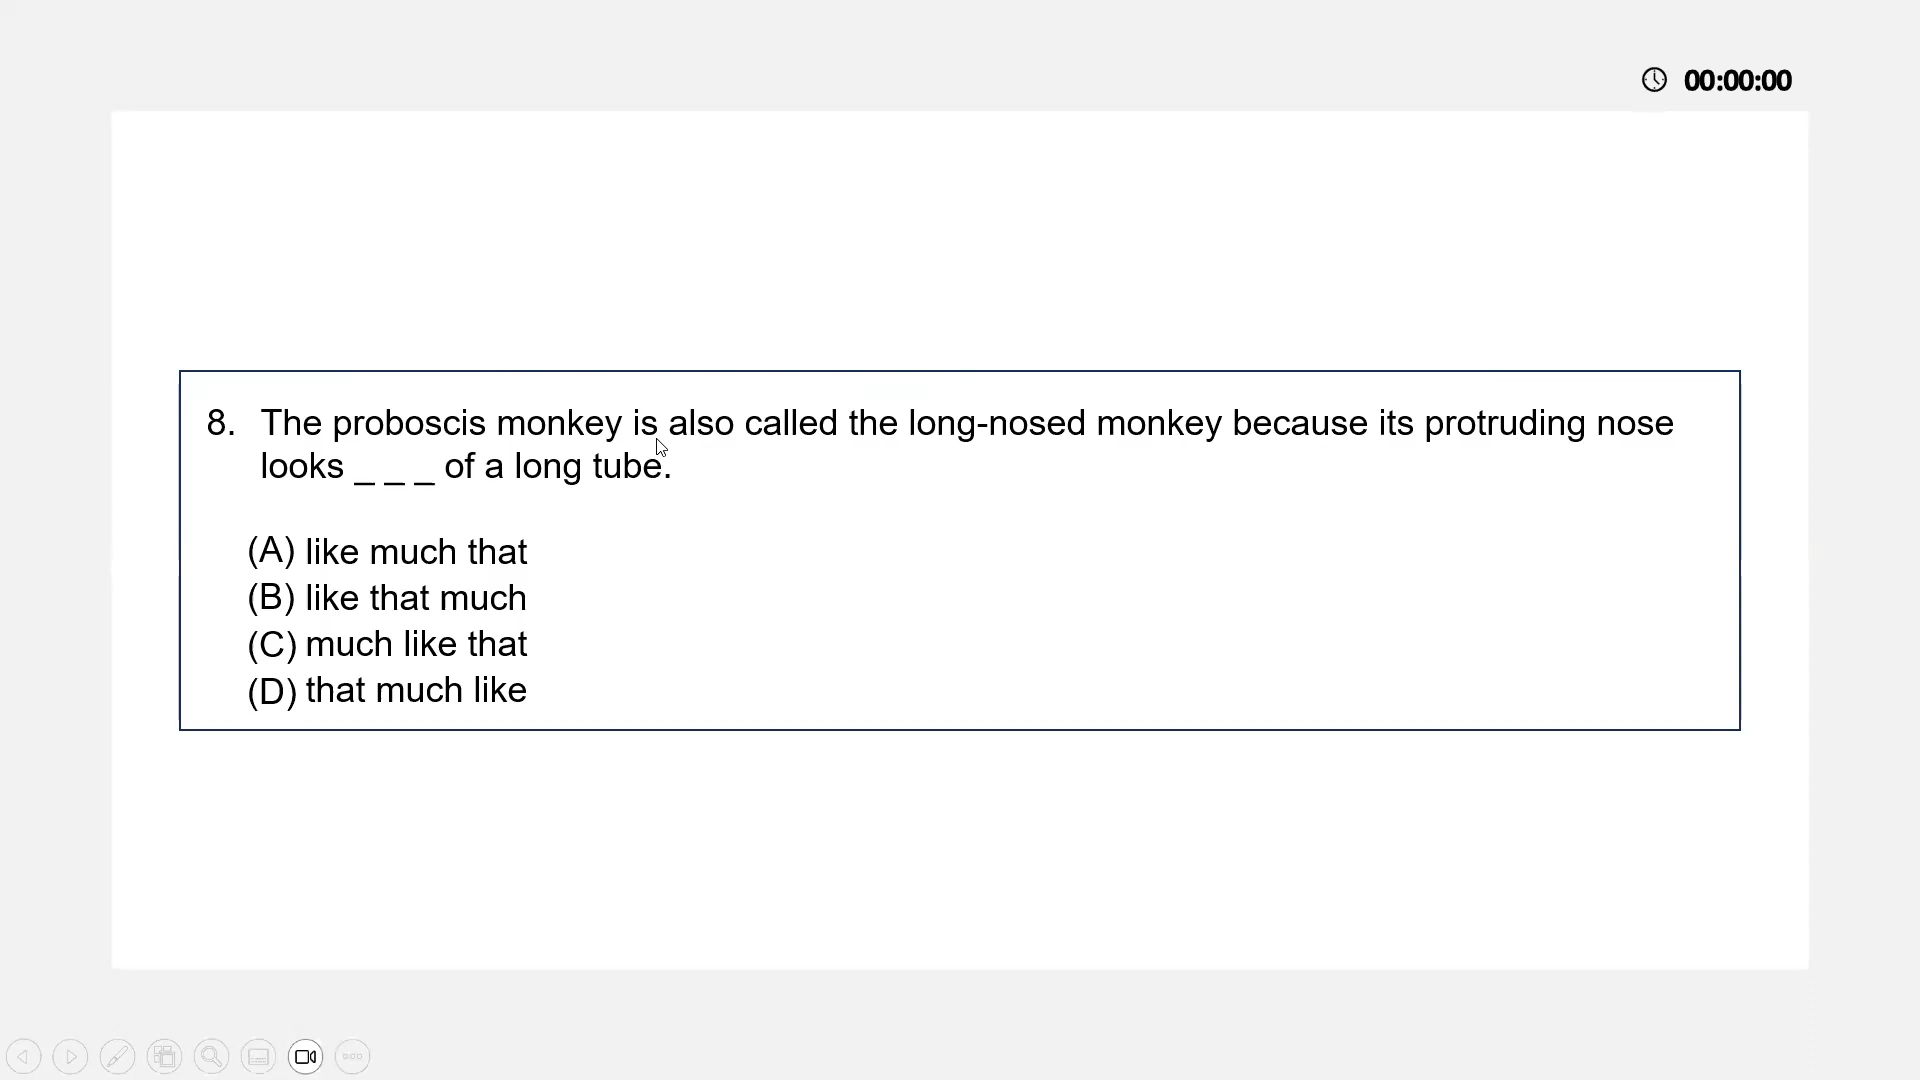 00:00:00
8. The proboscis monkey is also called the long-nosed monkey because its protruding nose
looks _ _ _ of a long tube.
(A) like much that
(B) like that much
(C) much like that
(D) that much like